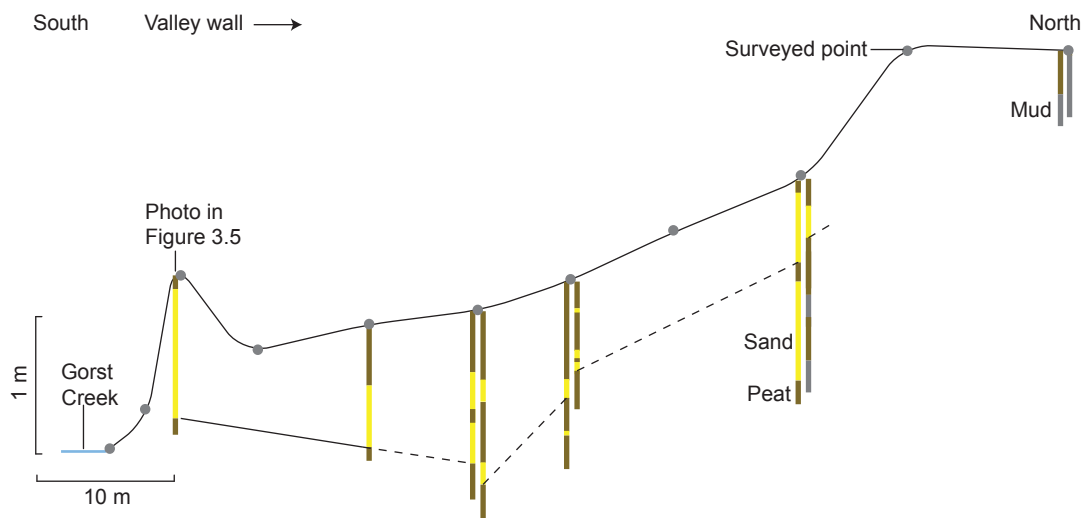 South
Valley wall
North
Surveyed point
Mud
Photo in
Figure 3.5
1 m
Gorst
Creek
Sand
Peat
10 m